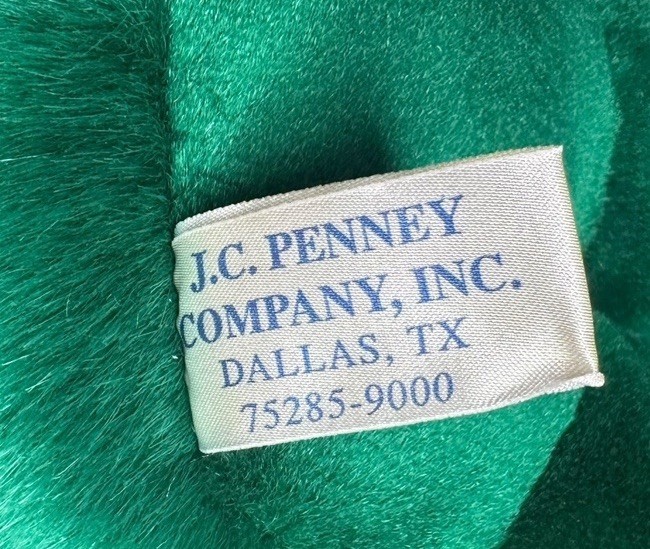 J.C. PENNEY
COMPANY, INC.
DALLAS, TX
75285-9000